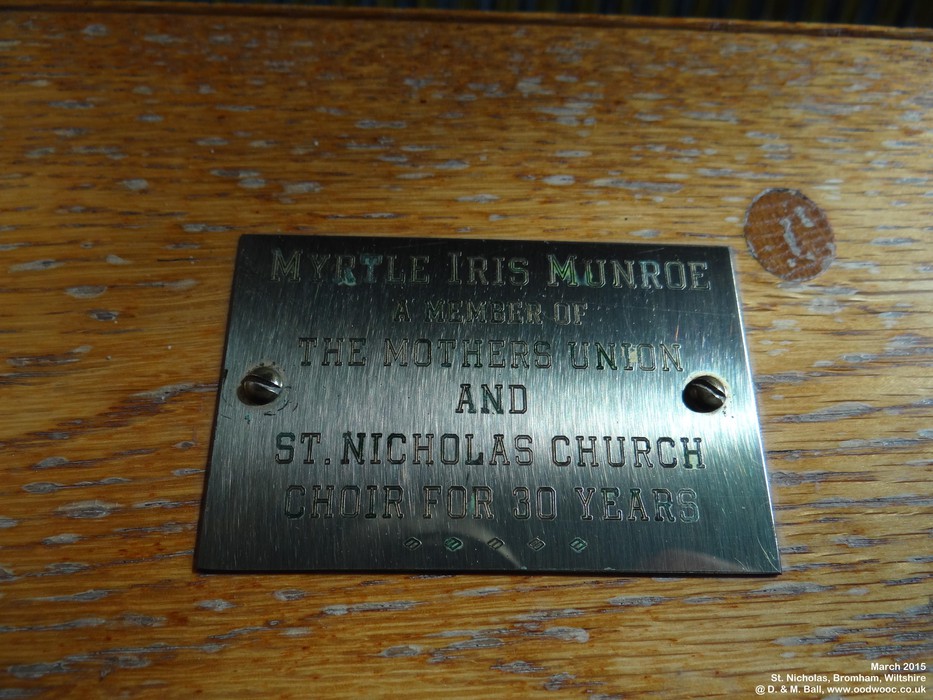 MYRTLE IRIS MUNROE
A MEMBER OF
THE MOTHERS UNION
AND
ST. NICHOLAS CHURCH
CHOIR FOR 30 YEARS
March 2015
St. Nicholas, Bromham, Wiltshire
@ D. & M. Ball, www.oodwooc.co.uk